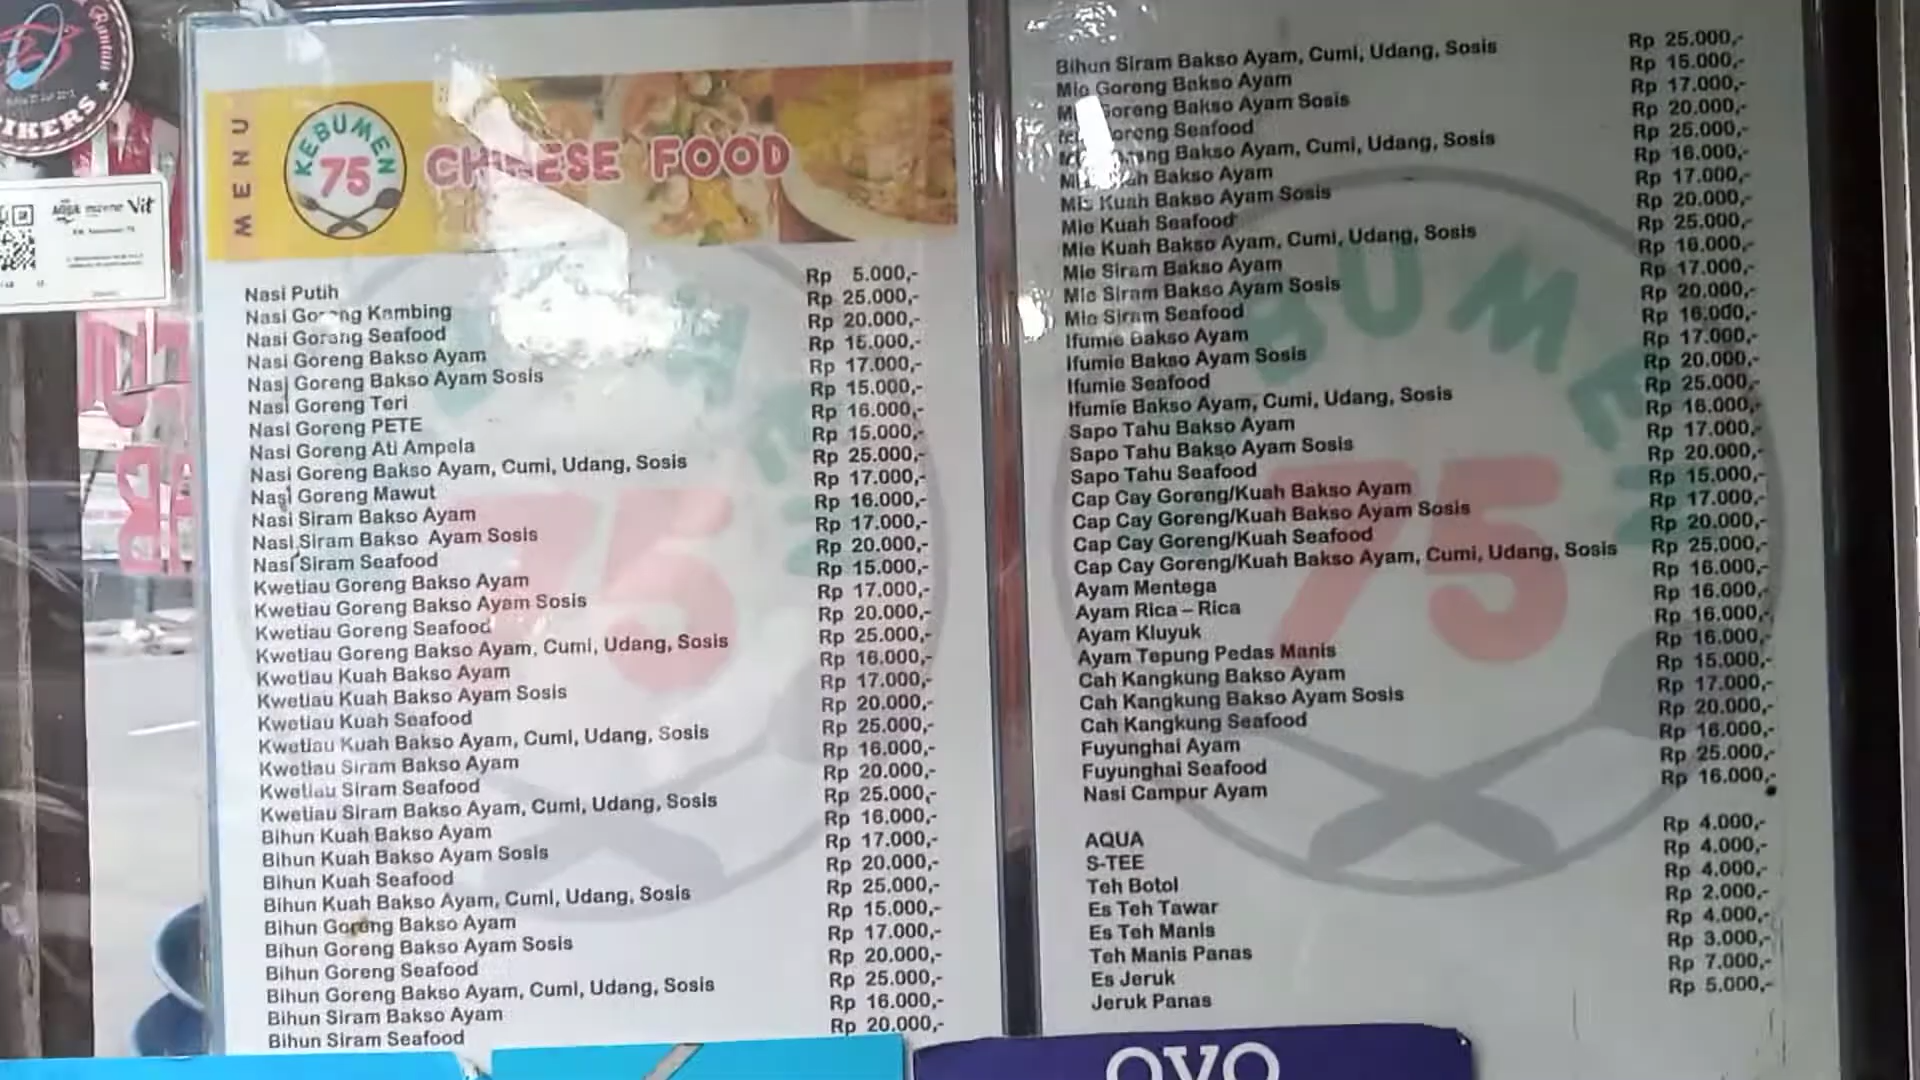 Rantau
BIKERS
AQUA mizone Vit
MENU
KEBUMEN
75
CHINESE FOOD
Nasi Putih Rp 5.000,-
Nasi Goreng Kambing Rp 25.000,-
Nasi Goreng Seafood Rp 20.000,-
Nasi Goreng Bakso Ayam Rp 15.000,-
Nasi Goreng Bakso Ayam Sosis Rp 17.000,-
Nasi Goreng Teri Rp 15.000,-
Nasi Goreng PETE Rp 16.000,-
Nasi Goreng Ati Ampela Rp 15.000,-
Nasi Goreng Bakso Ayam, Cumi, Udang, Sosis Rp 25.000,-
Nasi Goreng Mawut Rp 17.000,-
Nasi Siram Bakso Ayam Rp 16.000,-
Nasi Siram Bakso Ayam Sosis Rp 17.000,-
Nasi Siram Seafood Rp 20.000,-
Kwetiau Goreng Bakso Ayam Rp 15.000,-
Kwetiau Goreng Bakso Ayam Sosis Rp 17.000,-
Kwetiau Goreng Seafood Rp 20.000,-
Kwetiau Goreng Bakso Ayam, Cumi, Udang, Sosis Rp 25.000,-
Kwetiau Kuah Bakso Ayam Rp 16.000,-
Kwetiau Kuah Bakso Ayam Sosis Rp 17.000,-
Kwetiau Kuah Seafood Rp 20.000,-
Kwetiau Kuah Bakso Ayam, Cumi, Udang, Sosis Rp 25.000,-
Kwetiau Siram Bakso Ayam Rp 16.000,-
Kwetiau Siram Seafood Rp 20.000,-
Kwetiau Siram Bakso Ayam, Cumi, Udang, Sosis Rp 25.000,-
Bihun Kuah Bakso Ayam Rp 16.000,-
Bihun Kuah Bakso Ayam Sosis Rp 17.000,-
Bihun Kuah Seafood Rp 20.000,-
Bihun Kuah Bakso Ayam, Cumi, Udang, Sosis Rp 25.000,-
Bihun Goreng Bakso Ayam Rp 15.000,-
Bihun Goreng Bakso Ayam Sosis Rp 17.000,-
Bihun Goreng Seafood Rp 20.000,-
Bihun Goreng Bakso Ayam, Cumi, Udang, Sosis Rp 25.000,-
Bihun Siram Bakso Ayam Rp 16.000,-
Bihun Siram Seafood Rp 20.000,-
Bihun Siram Bakso Ayam, Cumi, Udang, Sosis Rp 25.000,-
Mie Goreng Bakso Ayam Rp 15.000,-
Mie Goreng Bakso Ayam Sosis Rp 17.000,-
Mie Goreng Seafood Rp 20.000,-
Mie Goreng Bakso Ayam, Cumi, Udang, Sosis Rp 25.000,-
Mie Kuah Bakso Ayam Rp 16.000,-
Mie Kuah Bakso Ayam Sosis Rp 17.000,-
Mie Kuah Seafood Rp 20.000,-
Mie Kuah Bakso Ayam, Cumi, Udang, Sosis Rp 25.000,-
Mie Siram Bakso Ayam Rp 16.000,-
Mie Siram Bakso Ayam Sosis Rp 17.000,-
Mie Siram Seafood Rp 20.000,-
Ifumie Bakso Ayam Rp 16.000,-
Ifumie Bakso Ayam Sosis Rp 17.000,-
Ifumie Seafood Rp 20.000,-
Ifumie Bakso Ayam, Cumi, Udang, Sosis Rp 25.000,-
Sapo Tahu Bakso Ayam Rp 16.000,-
Sapo Tahu Bakso Ayam Sosis Rp 17.000,-
Sapo Tahu Seafood Rp 20.000,-
Cap Cay Goreng/Kuah Bakso Ayam Rp 15.000,-
Cap Cay Goreng/Kuah Bakso Ayam Sosis Rp 17.000,-
Cap Cay Goreng/Kuah Seafood Rp 20.000,-
Cap Cay Goreng/Kuah Bakso Ayam, Cumi, Udang, Sosis Rp 25.000,-
Ayam Mentega Rp 16.000,-
Ayam Rica – Rica Rp 16.000,-
Ayam Kluyuk Rp 16.000,-
Ayam Tepung Pedas Manis Rp 16.000,-
Cah Kangkung Bakso Ayam Rp 15.000,-
Cah Kangkung Bakso Ayam Sosis Rp 17.000,-
Cah Kangkung Seafood Rp 20.000,-
Fuyunghai Ayam Rp 16.000,-
Fuyunghai Seafood Rp 25.000,-
Nasi Campur Ayam Rp 16.000,-
AQUA Rp 4.000,-
S-TEE Rp 4.000,-
Teh Botol Rp 4.000,-
Es Teh Tawar Rp 2.000,-
Es Teh Manis Rp 4.000,-
Teh Manis Panas Rp 3.000,-
Es Jeruk Rp 7.000,-
Jeruk Panas Rp 5.000,-
OVO